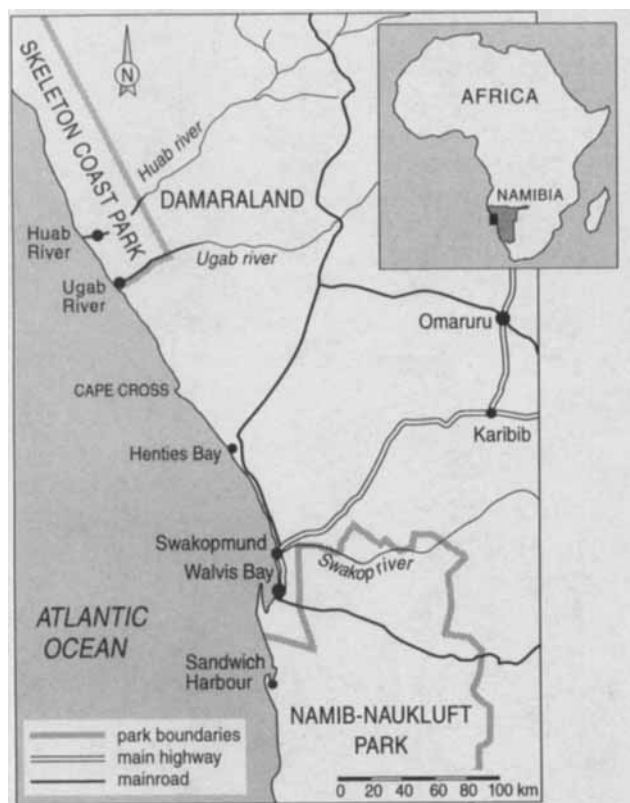 SKELETON COAST PARK
N
Huab river
DAMARALAND
Huab
River
Ugab river
Ugab
River
AFRICA
NAMIBIA
Omaruru
CAPE CROSS
Karibib
Henties Bay
Swakopmund
Swakop river
Walvis Bay
ATLANTIC
OCEAN
Sandwich
Harbour
NAMIB-NAUKLUFT
PARK
park boundaries
main highway
mainroad
0 20 40 60 80 100 km